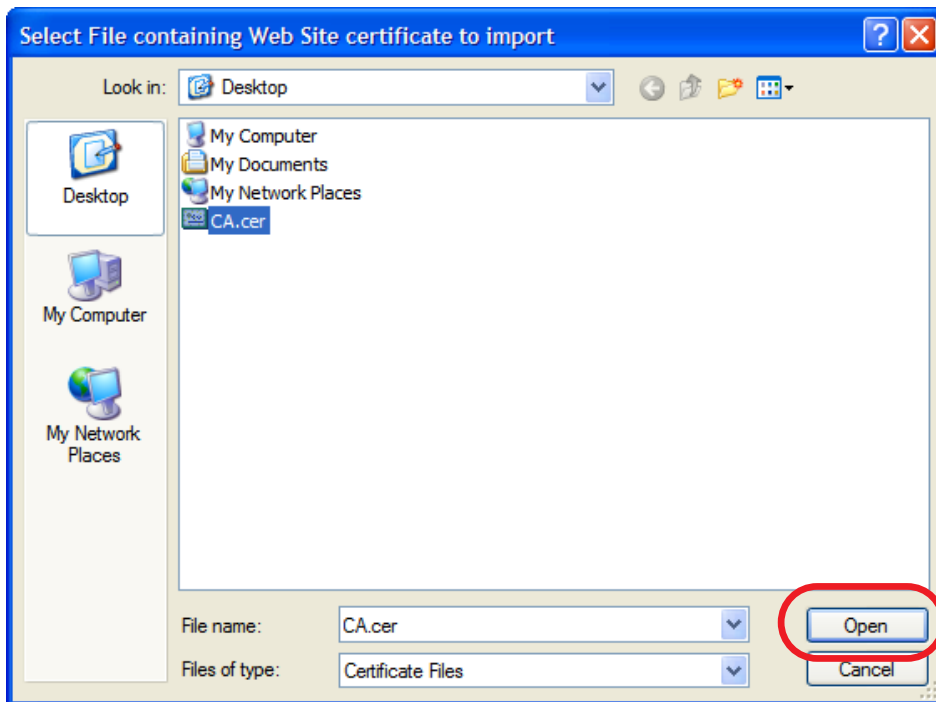 Select File containing Web Site certificate to import
Look in: Desktop
My Computer
My Documents
My Network Places
CA.cer
Desktop
My Computer
My Network
Places
File name: CA.cer Open
Files of type: Certificate Files Cancel